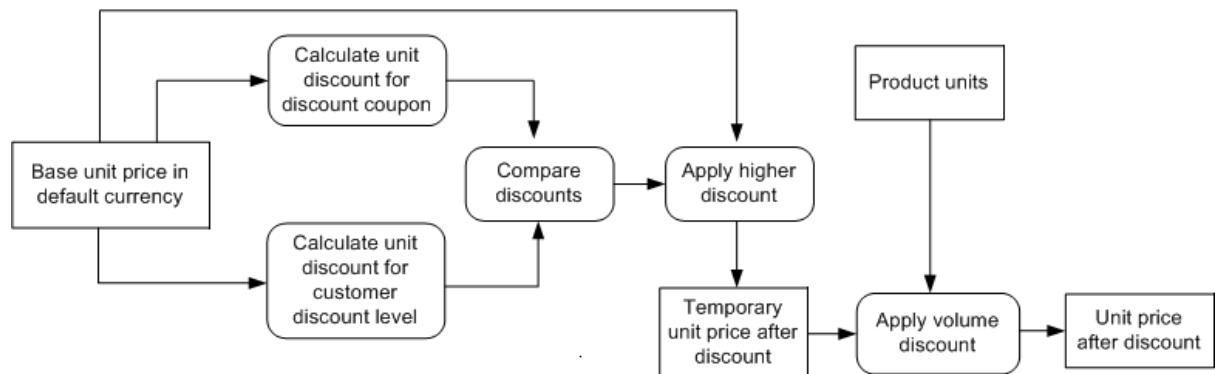 Calculate unit
discount for
discount coupon
Product units
Base unit price in
default currency
Compare
discounts
Apply higher
discount
Calculate unit
discount for
customer
discount level
Temporary
unit price after
discount
Apply volume
discount
Unit price
after discount